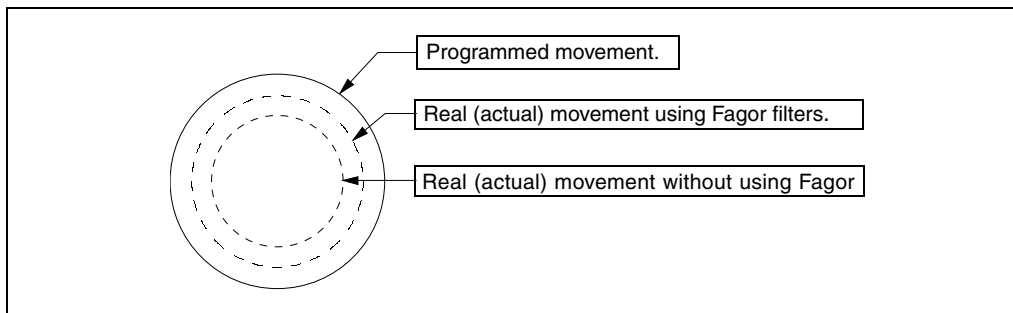 Programmed movement.
Real (actual) movement using Fagor filters.
Real (actual) movement without using Fagor